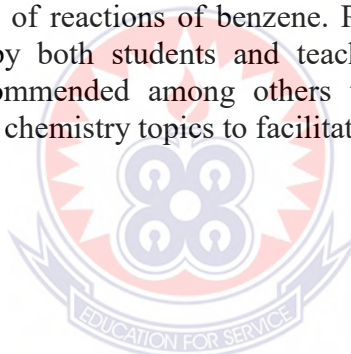 of reactions of benzene. F
by both students and teach
ommended among others
chemistry topics to facilitat
EDUCATION FOR SERVICE